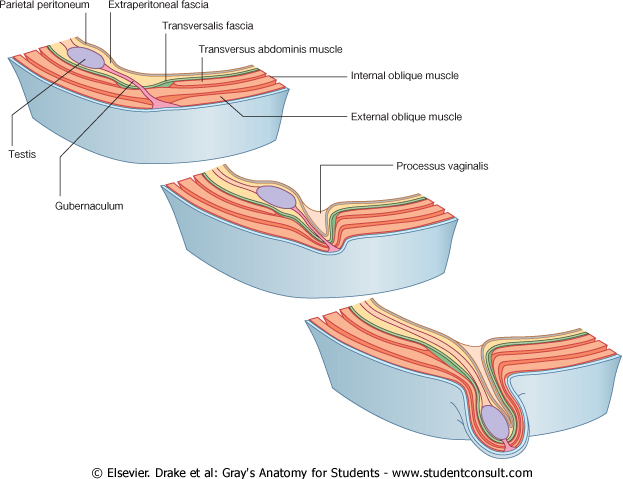 Parietal peritoneum
Extraperitoneal fascia
Transversalis fascia
Transversus abdominis muscle
Internal oblique muscle
External oblique muscle
Testis
Gubernaculum
Processus vaginalis
© Elsevier. Drake et al: Gray's Anatomy for Students - www.studentconsult.com